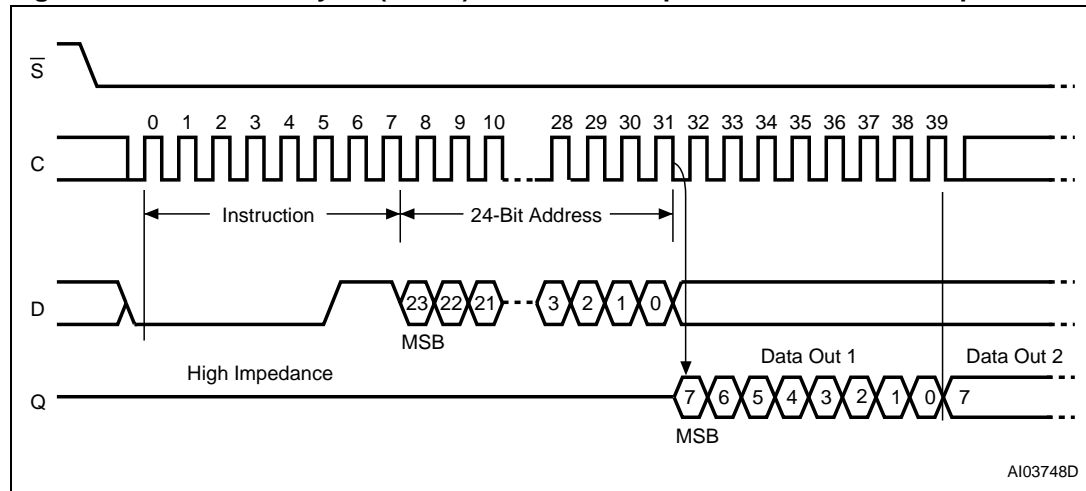 S
0 1 2 3 4 5 6 7 8 9 10 28 29 30 31 32 33 34 35 36 37 38 39
C
Instruction 24-Bit Address
D 23 22 21 3 2 1 0
MSB
High Impedance Data Out 1 Data Out 2
Q 7 6 5 4 3 2 1 0 7
MSB
AI03748D